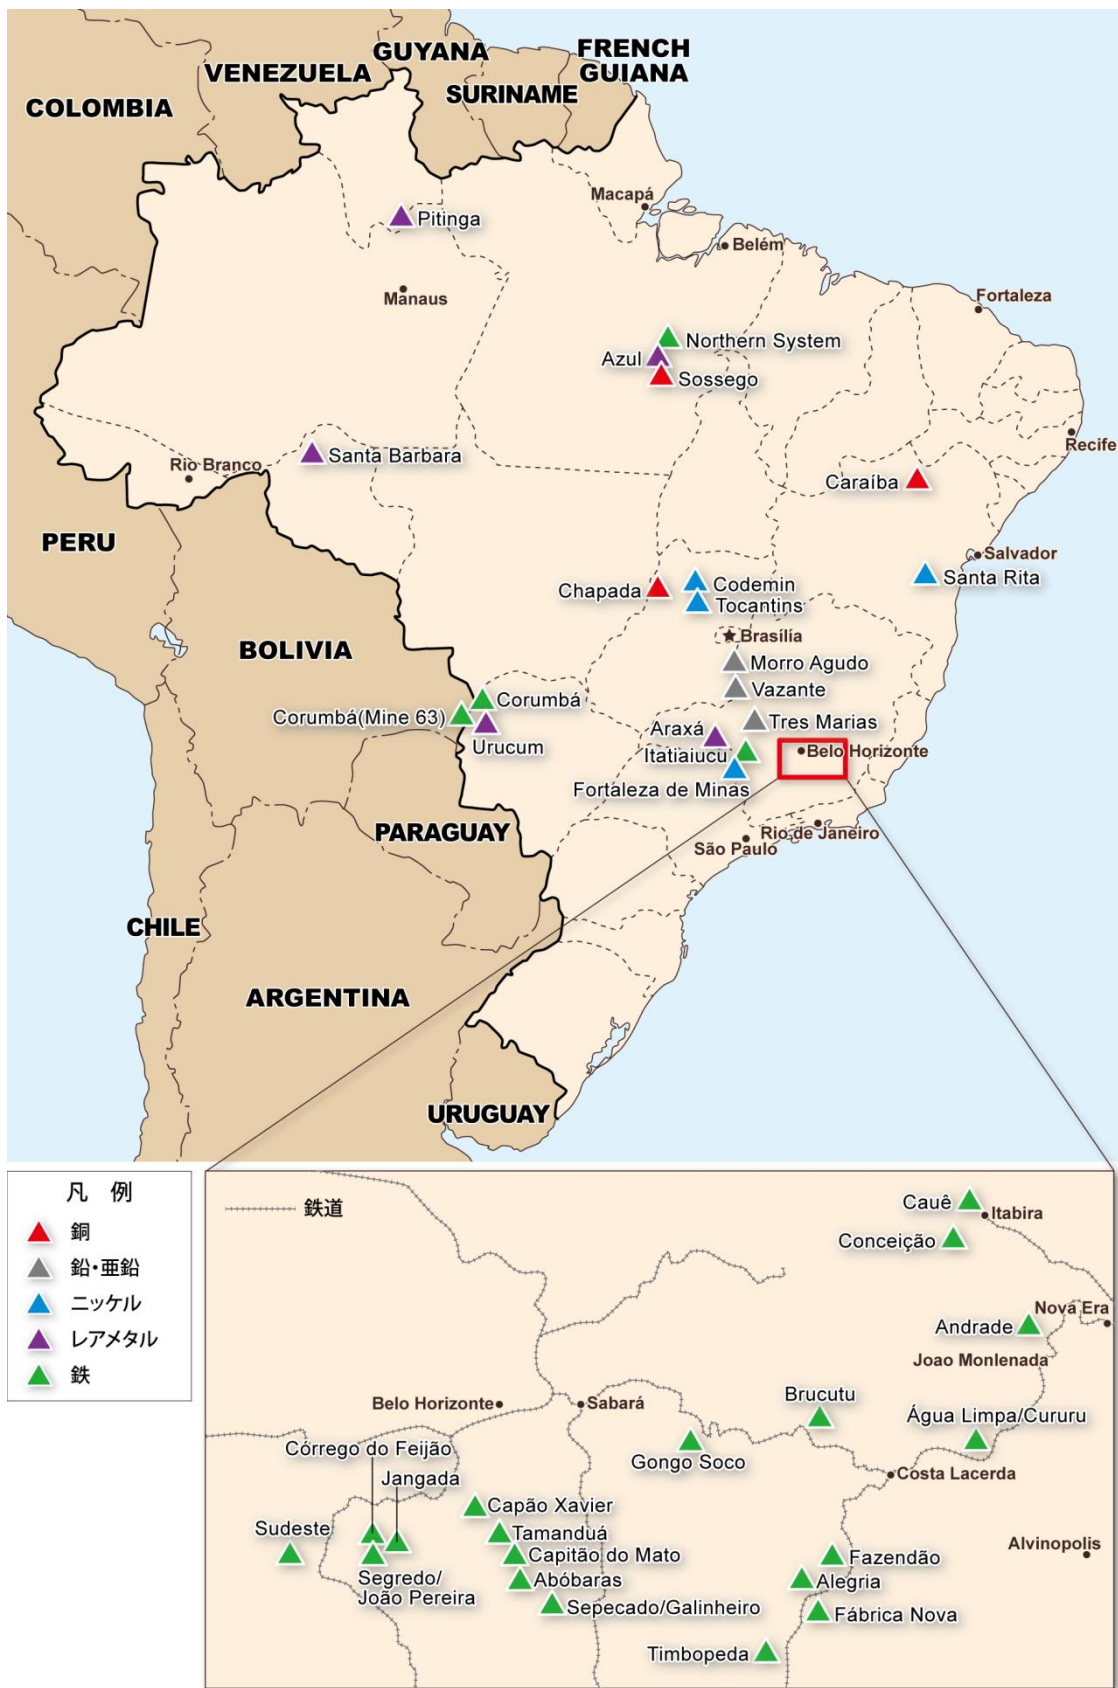 GUYANA
FRENCH
GUIANA
VENEZUELA
SURINAME
COLOMBIA
Macapá
Pitinga
Belém
Manaus
Fortaleza
Northern System
Azul
Sossego
Recife
Santa Barbara
Rio Branco
Caraíba
PERU
Salvador
Santa Rita
Codemin
Chapada
Tocantins
Brasília
BOLIVIA
Morro Agudo
Vazante
Corumbá
Corumbá(Mine 63)
Tres Marias
Araxá
Urucum
Itatiaiucu
Belo Horizonte
Fortaleza de Minas
PARAGUAY
Rio de Janeiro
São Paulo
CHILE
ARGENTINA
URUGUAY
凡 例
銅
鉛・亜鉛
ニッケル
レアメタル
鉄
鉄道
Cauê
Itabira
Conceição
Nova Era
Andrade
Joao Monlenada
Brucutu
Belo Horizonte
Sabará
Água Limpa/Cururu
Córrego do Feijão
Gongo Soco
Jangada
Costa Lacerda
Capão Xavier
Sudeste
Tamanduá
Alvinopolis
Capitão do Mato
Fazendão
Segredo/
João Pereira
Abóbaras
Alegria
Sepecado/Galinheiro
Fábrica Nova
Timbopeda